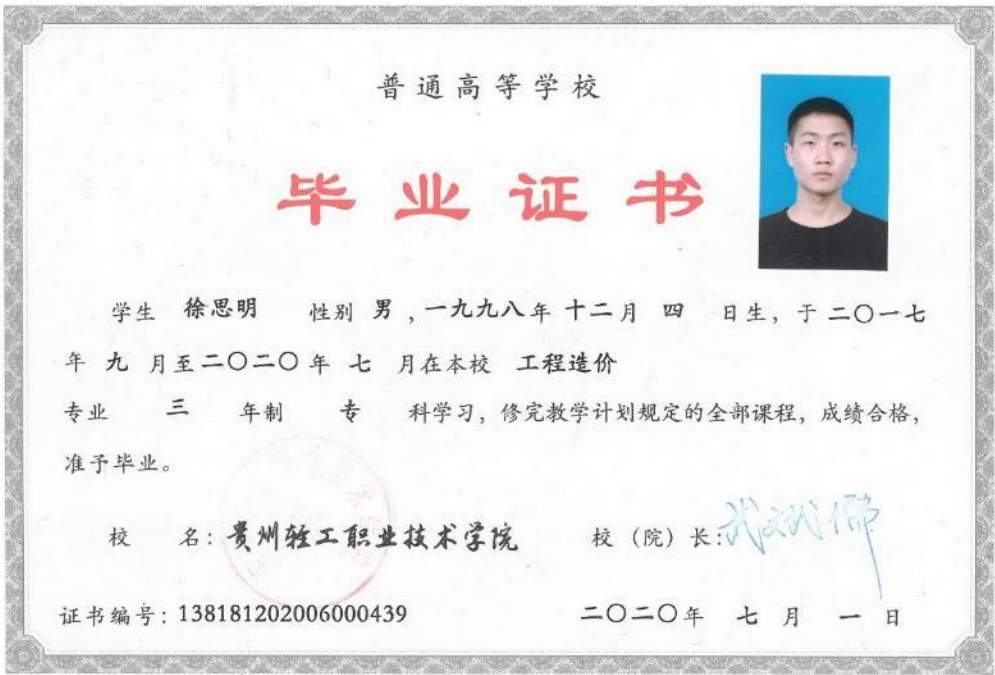 普通高等学校
毕业证书
学生 徐思明 性别 男 ，一九九八年 十二月 四 日生，于 二〇一七
年 九 月至 二〇二〇 年 七 月在本校 工程造价
专业 三 年制 专 科学习，修完教学计划规定的全部课程，成绩合格，
准予毕业。
校 名：贵州轻工职业技术学院 校（院）长：
证书编号：138181202006000439 二〇二〇年 七 月 一 日